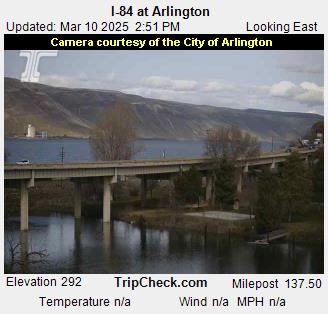 I-84 at Arlington
Updated: Mar 10 2025 2:51 PM Looking East
Camera courtesy of the City of Arlington
Elevation 292 TripCheck.com Milepost 137.50
Temperature n/a Wind n/a MPH n/a